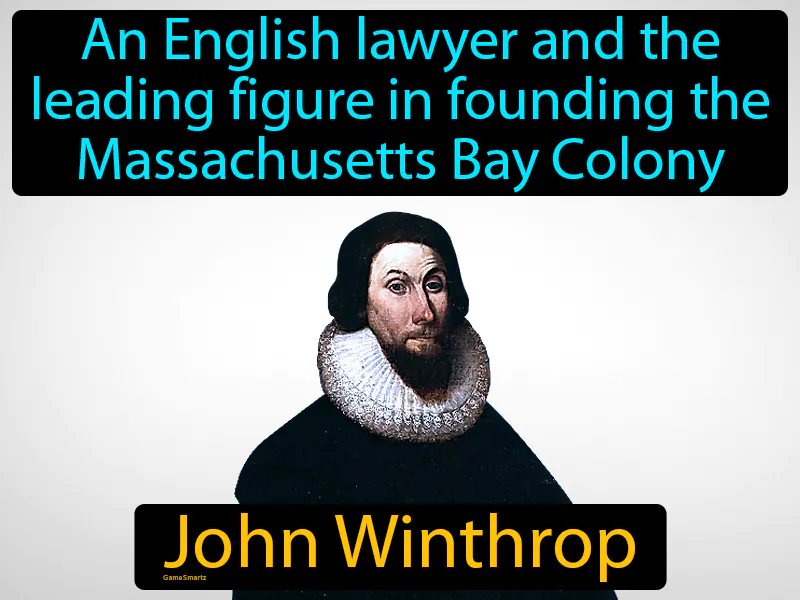 An English lawyer and the
leading figure in founding the
Massachusetts Bay Colony
John Winthrop
GameSmartz